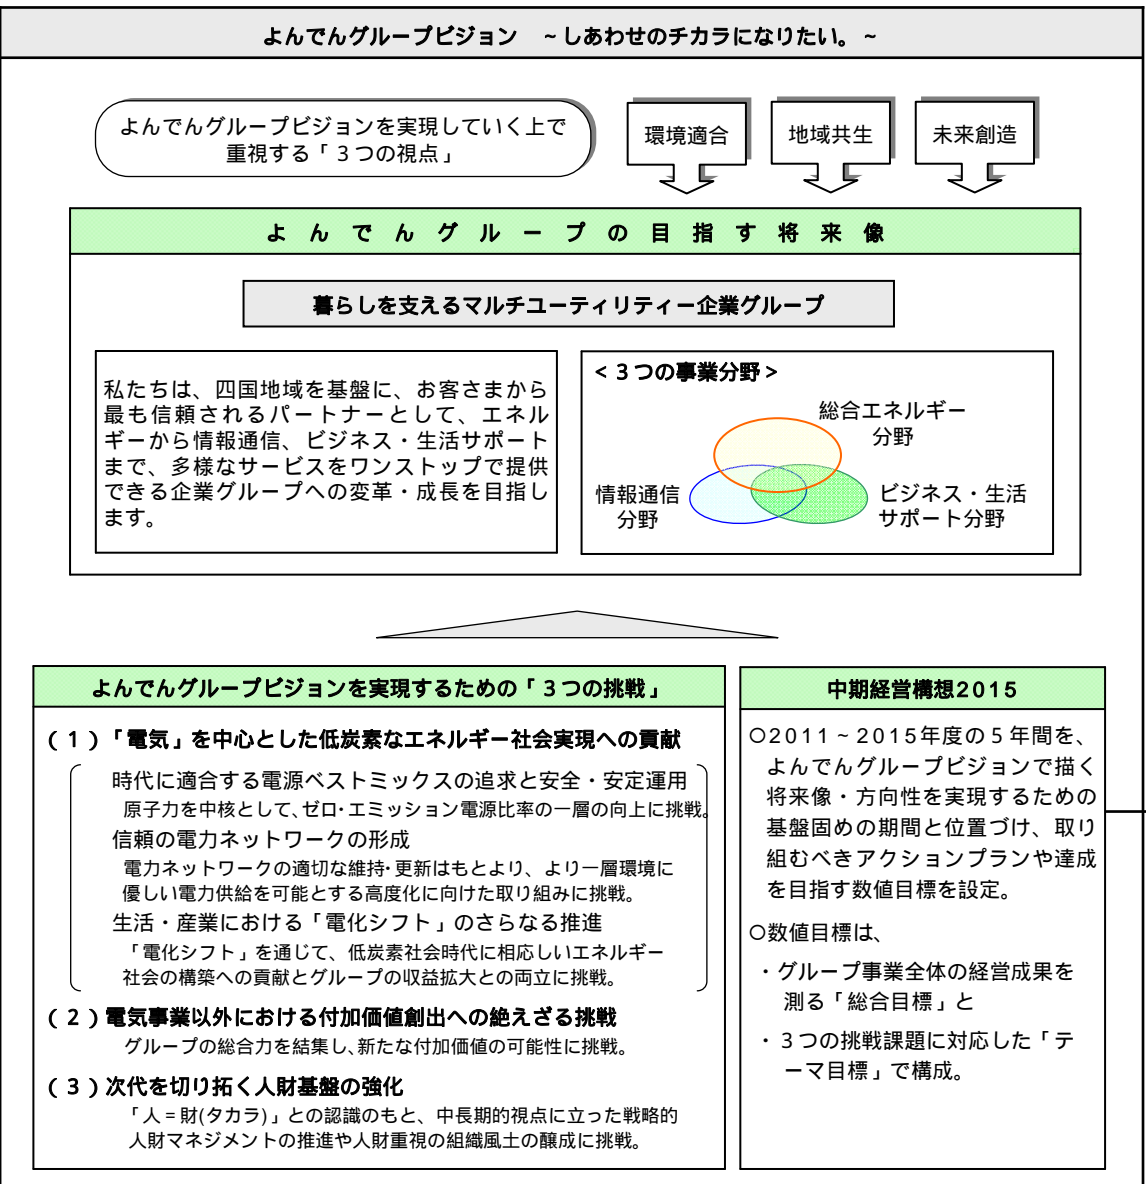 よんでんグループビジョン　~しあわせのチカラになりたい。~
よんでんグループビジョンを実現していく上で
重視する「３つの視点」
環境適合
地域共生
未来創造
よんでんグループの目指す将来像
暮らしを支えるマルチユーティリティー企業グループ
私たちは、四国地域を基盤に、お客さまから
最も信頼されるパートナーとして、エネル
ギーから情報通信、ビジネス・生活サポート
まで、多様なサービスをワンストップで提供
できる企業グループへの変革・成長を目指し
ます。
<３つの事業分野>
総合エネルギー
分野
情報通信
分野
ビジネス・生活
サポート分野
よんでんグループビジョンを実現するための「３つの挑戦」
(１)「電気」を中心とした低炭素なエネルギー社会実現への貢献
時代に適合する電源ベストミックスの追求と安全・安定運用
原子力を中核として、ゼロ・エミッション電源比率の一層の向上に挑戦。
信頼の電力ネットワークの形成
電力ネットワークの適切な維持・更新はもとより、より一層環境に
優しい電力供給を可能とする高度化に向けた取り組みに挑戦。
生活・産業における「電化シフト」のさらなる推進
「電化シフト」を通じて、低炭素社会時代に相応しいエネルギー
社会の構築への貢献とグループの収益拡大との両立に挑戦。
(２)電気事業以外における付加価値創出への絶えざる挑戦
グループの総合力を結集し、新たな付加価値の可能性に挑戦。
(３)次代を切り拓く人財基盤の強化
「人=財(タカラ)」との認識のもと、中長期的視点に立った戦略的
人財マネジメントの推進や人財重視の組織風土の醸成に挑戦。
中期経営構想2015
○2011~2015年度の５年間を、
よんでんグループビジョンで描く
将来像・方向性を実現するための
基盤固めの期間と位置づけ、取り
組むべきアクションプランや達成
を目指す数値目標を設定。
○数値目標は、
・グループ事業全体の経営成果を
測る「総合目標」と
・３つの挑戦課題に対応した「テ
ーマ目標」で構成。